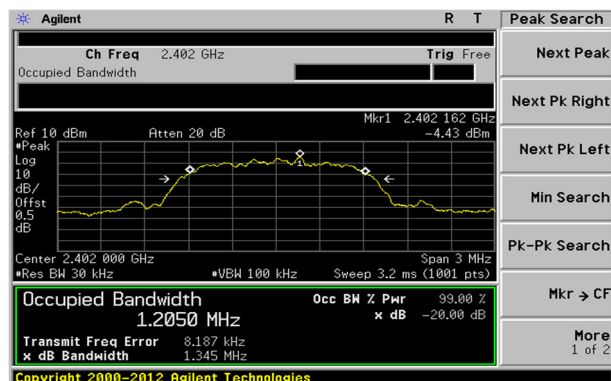 Agilent R T Peak Search
Ch Freq 2.402 GHz Trig Free
Occupied Bandwidth
Next Peak
Next Pk Right
Next Pk Left
Min Search
Pk-Pk Search
Mkr → CF
More
1 of 2
Mkr1 2.402 162 GHz
Ref 10 dBm Atten 20 dB -4.43 dBm
#Peak
Log
10
dB/
Offst
0.5
dB
1
Center 2.402 000 GHz Span 3 MHz
#Res BW 30 kHz #VBW 100 kHz Sweep 3.2 ms (1001 pts)
Occupied Bandwidth Occ BW % Pwr 99.00 %
1.2050 MHz x dB -20.00 dB
Transmit Freq Error 8.187 kHz
x dB Bandwidth 1.345 MHz
Copyright 2000-2012 Agilent Technologies